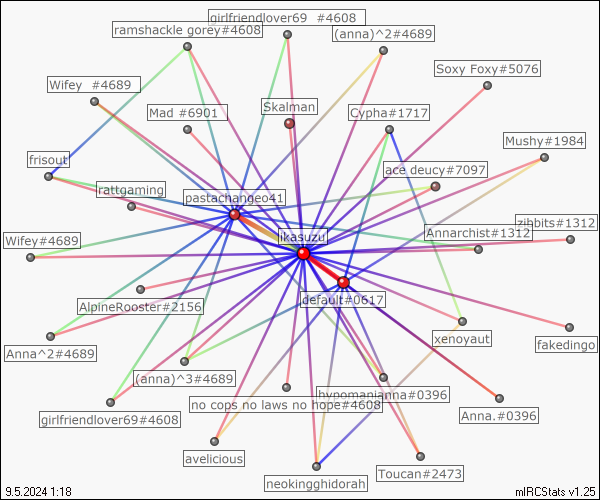 girlfriendlover69 #4608
ramshackle gorey#4608
(anna)^2#4689
Soxy Foxy#5076
Wifey #4689
Mad #6901
Skalman
Cypha#1717
Mushy#1984
frisout
ace deucy#7097
rattgaming
pastachangeo41
zibbits#1312
Annarchist#1312
ikasuzu
Wifey#4689
default#0617
AlpineRooster#2156
xenoyaut
fakedingo
Anna^2#4689
(anna)^3#4689
hypomanianna#0396
no cops no laws no hope#4608
Anna.#0396
girlfriendlover69#4608
avelicious
Toucan#2473
neokingghidorah
9.5.2024 1:18
mIRCStats v1.25